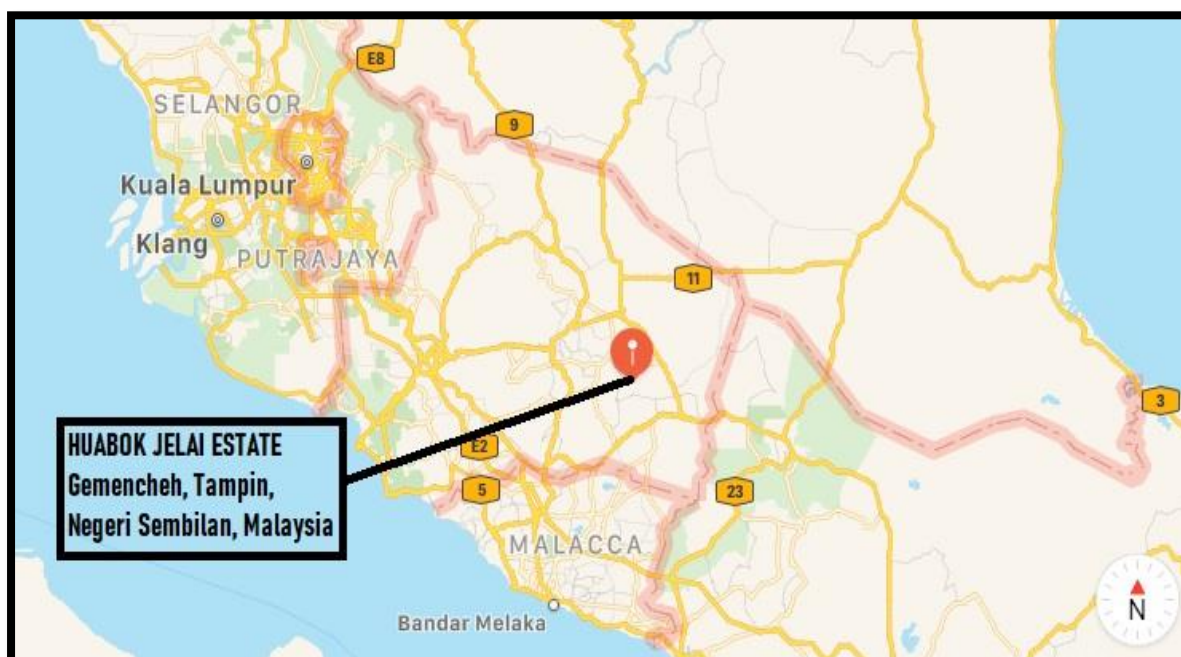 E8
SELANGOR
9
Kuala Lumpur
Klang
PUTRAJAYA
11
3
HUABOK JELAI ESTATE
Gemencheh, Tampin,
Negeri Sembilan, Malaysia
E2
5
23
MALACCA
Bandar Melaka
N